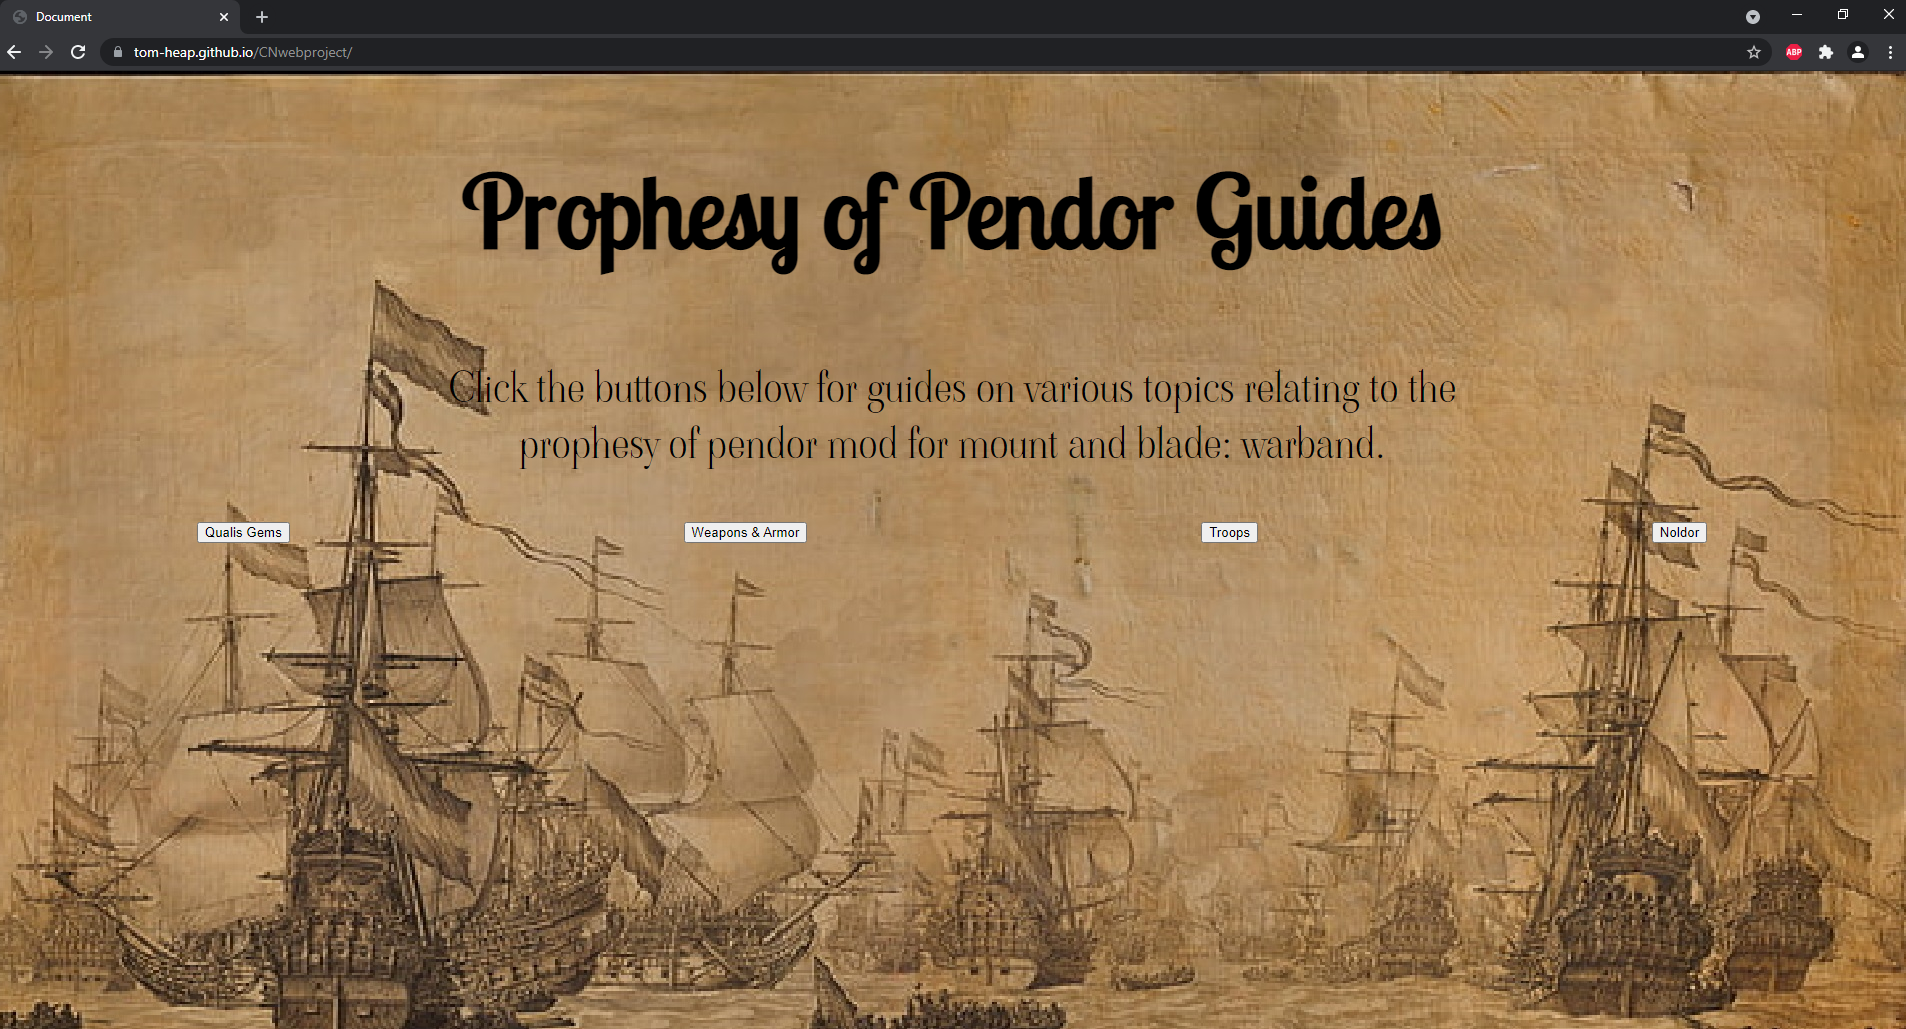 Document
tom-heap.github.io/CNwebproject/
ABP
Prophesy of Pendor Guides
Click the buttons below for guides on various topics relating to the
prophesy of pendor mod for mount and blade: warband.
Qualis Gems
Weapons & Armor
Troops
Noldor